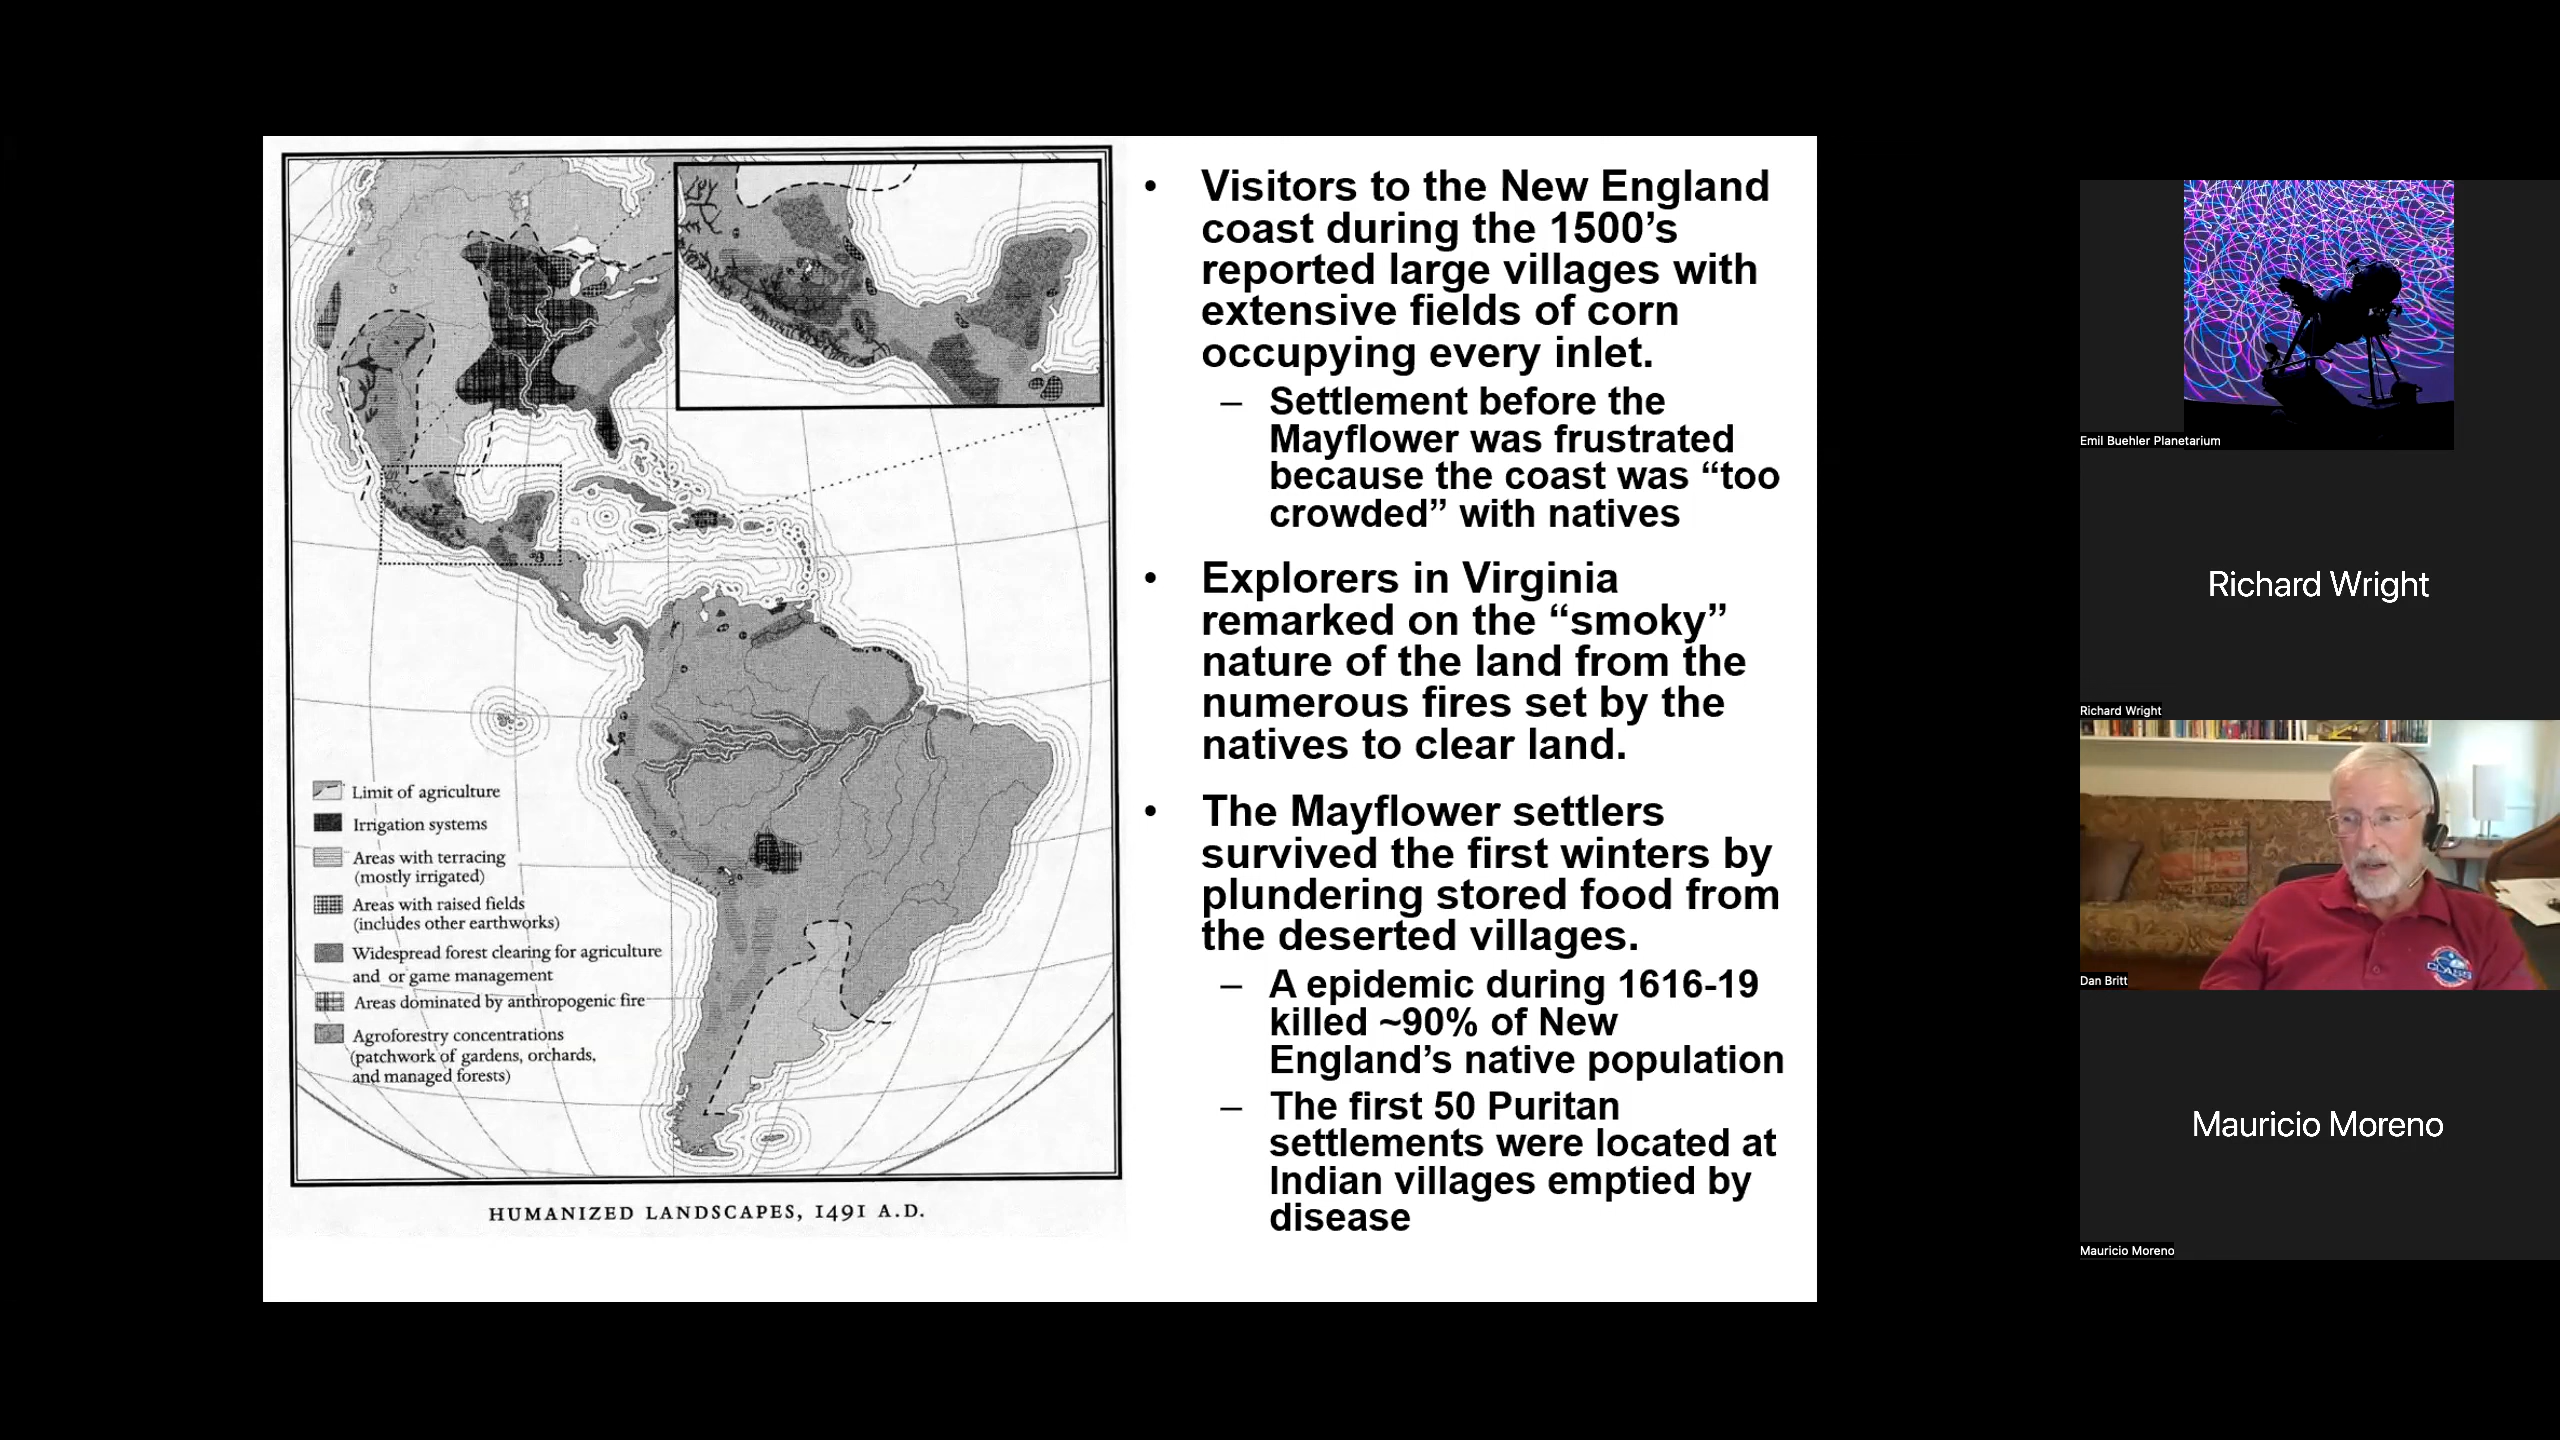 Limit of agriculture
Irrigation systems
Areas with terracing
(mostly irrigated)
Areas with raised fields
(includes other earthworks)
Widespread forest clearing for agriculture
and or game management
Areas dominated by anthropogenic fire
Agroforestry concentrations
(patchwork of gardens, orchards,
and managed forests)
HUMANIZED LANDSCAPES, 1491 A.D.
• Visitors to the New England
coast during the 1500’s
reported large villages with
extensive fields of corn
occupying every inlet.
– Settlement before the
Mayflower was frustrated
because the coast was “too
crowded” with natives
• Explorers in Virginia
remarked on the “smoky”
nature of the land from the
numerous fires set by the
natives to clear land.
• The Mayflower settlers
survived the first winters by
plundering stored food from
the deserted villages.
– A epidemic during 1616-19
killed ~90% of New
England’s native population
– The first 50 Puritan
settlements were located at
Indian villages emptied by
disease
Emil Buehler Planetarium
Richard Wright
Richard Wright
CLASS
Dan Britt
Mauricio Moreno
Mauricio Moreno